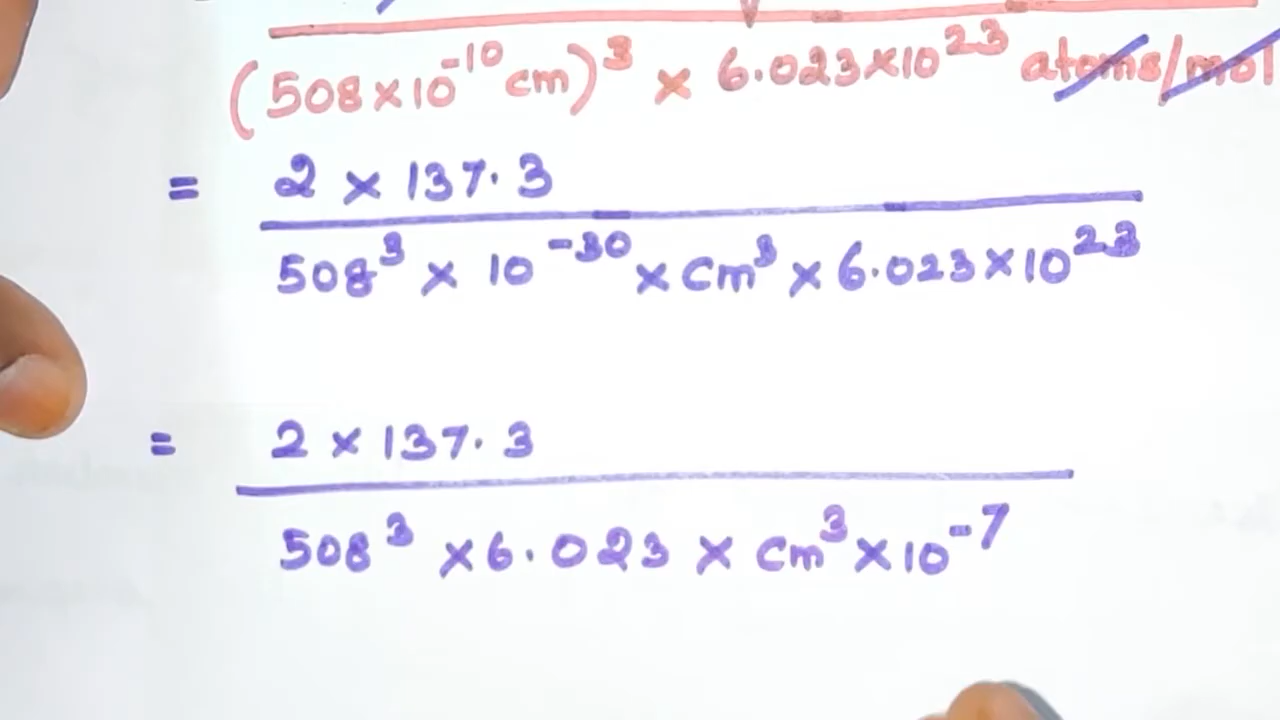 (508×10⁻¹⁰ cm)³ × 6.023×10²³ atoms/mol
= 2 × 137.3
508³ × 10⁻³⁰ × cm³ × 6.023×10²³
= 2 × 137.3
508³ ×6.023 × cm³×10⁻⁷